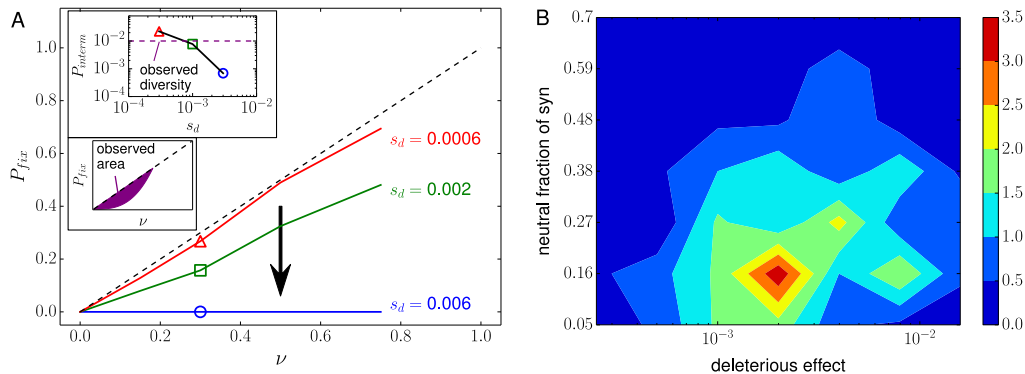 A
10⁻¹
10⁻²
10⁻³
10⁻⁴
P_interm
observed
diversity
10⁻⁴ 10⁻³ 10⁻²
s_d
observed
area
P_fix
ν
s_d = 0.0006
s_d = 0.002
s_d = 0.006
P_fix
1.0
0.8
0.6
0.4
0.2
0.0
0.0 0.2 0.4 0.6 0.8 1.0
ν
B
neutral fraction of syn
0.7
0.59
0.48
0.38
0.27
0.16
0.05
10⁻³ 10⁻²
deleterious effect
3.5
3.0
2.5
2.0
1.5
1.0
0.5
0.0